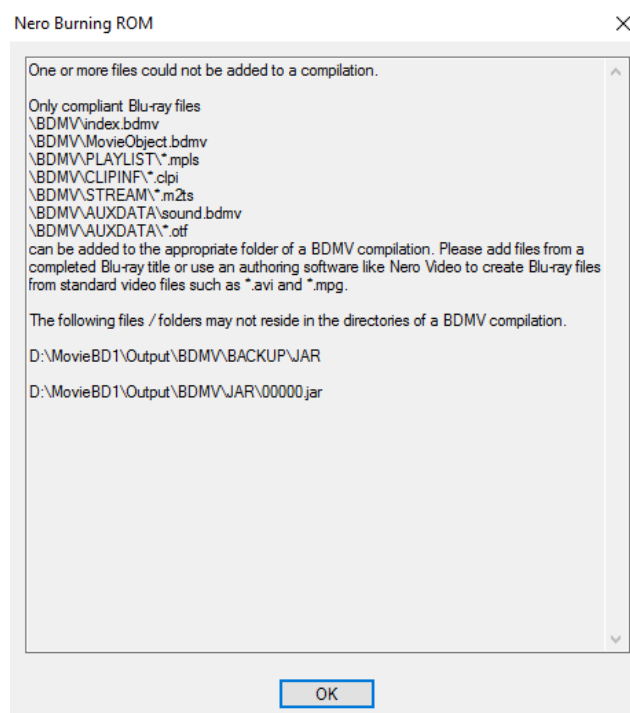 Nero Burning ROM
One or more files could not be added to a compilation.
Only compliant Blu-ray files
\BDMV\index.bdmv
\BDMV\MovieObject.bdmv
\BDMV\PLAYLIST\*.mpls
\BDMV\CLIPINF\*.clpi
\BDMV\STREAM\*.m2ts
\BDMV\AUXDATA\sound.bdmv
\BDMV\AUXDATA\*.otf
can be added to the appropriate folder of a BDMV compilation. Please add files from a
completed Blu-ray title or use an authoring software like Nero Video to create Blu-ray files
from standard video files such as *.avi and *.mpg.
The following files / folders may not reside in the directories of a BDMV compilation.
D:\MovieBD1\Output\BDMV\BACKUP\JAR
D:\MovieBD1\Output\BDMV\JAR\00000.jar
OK